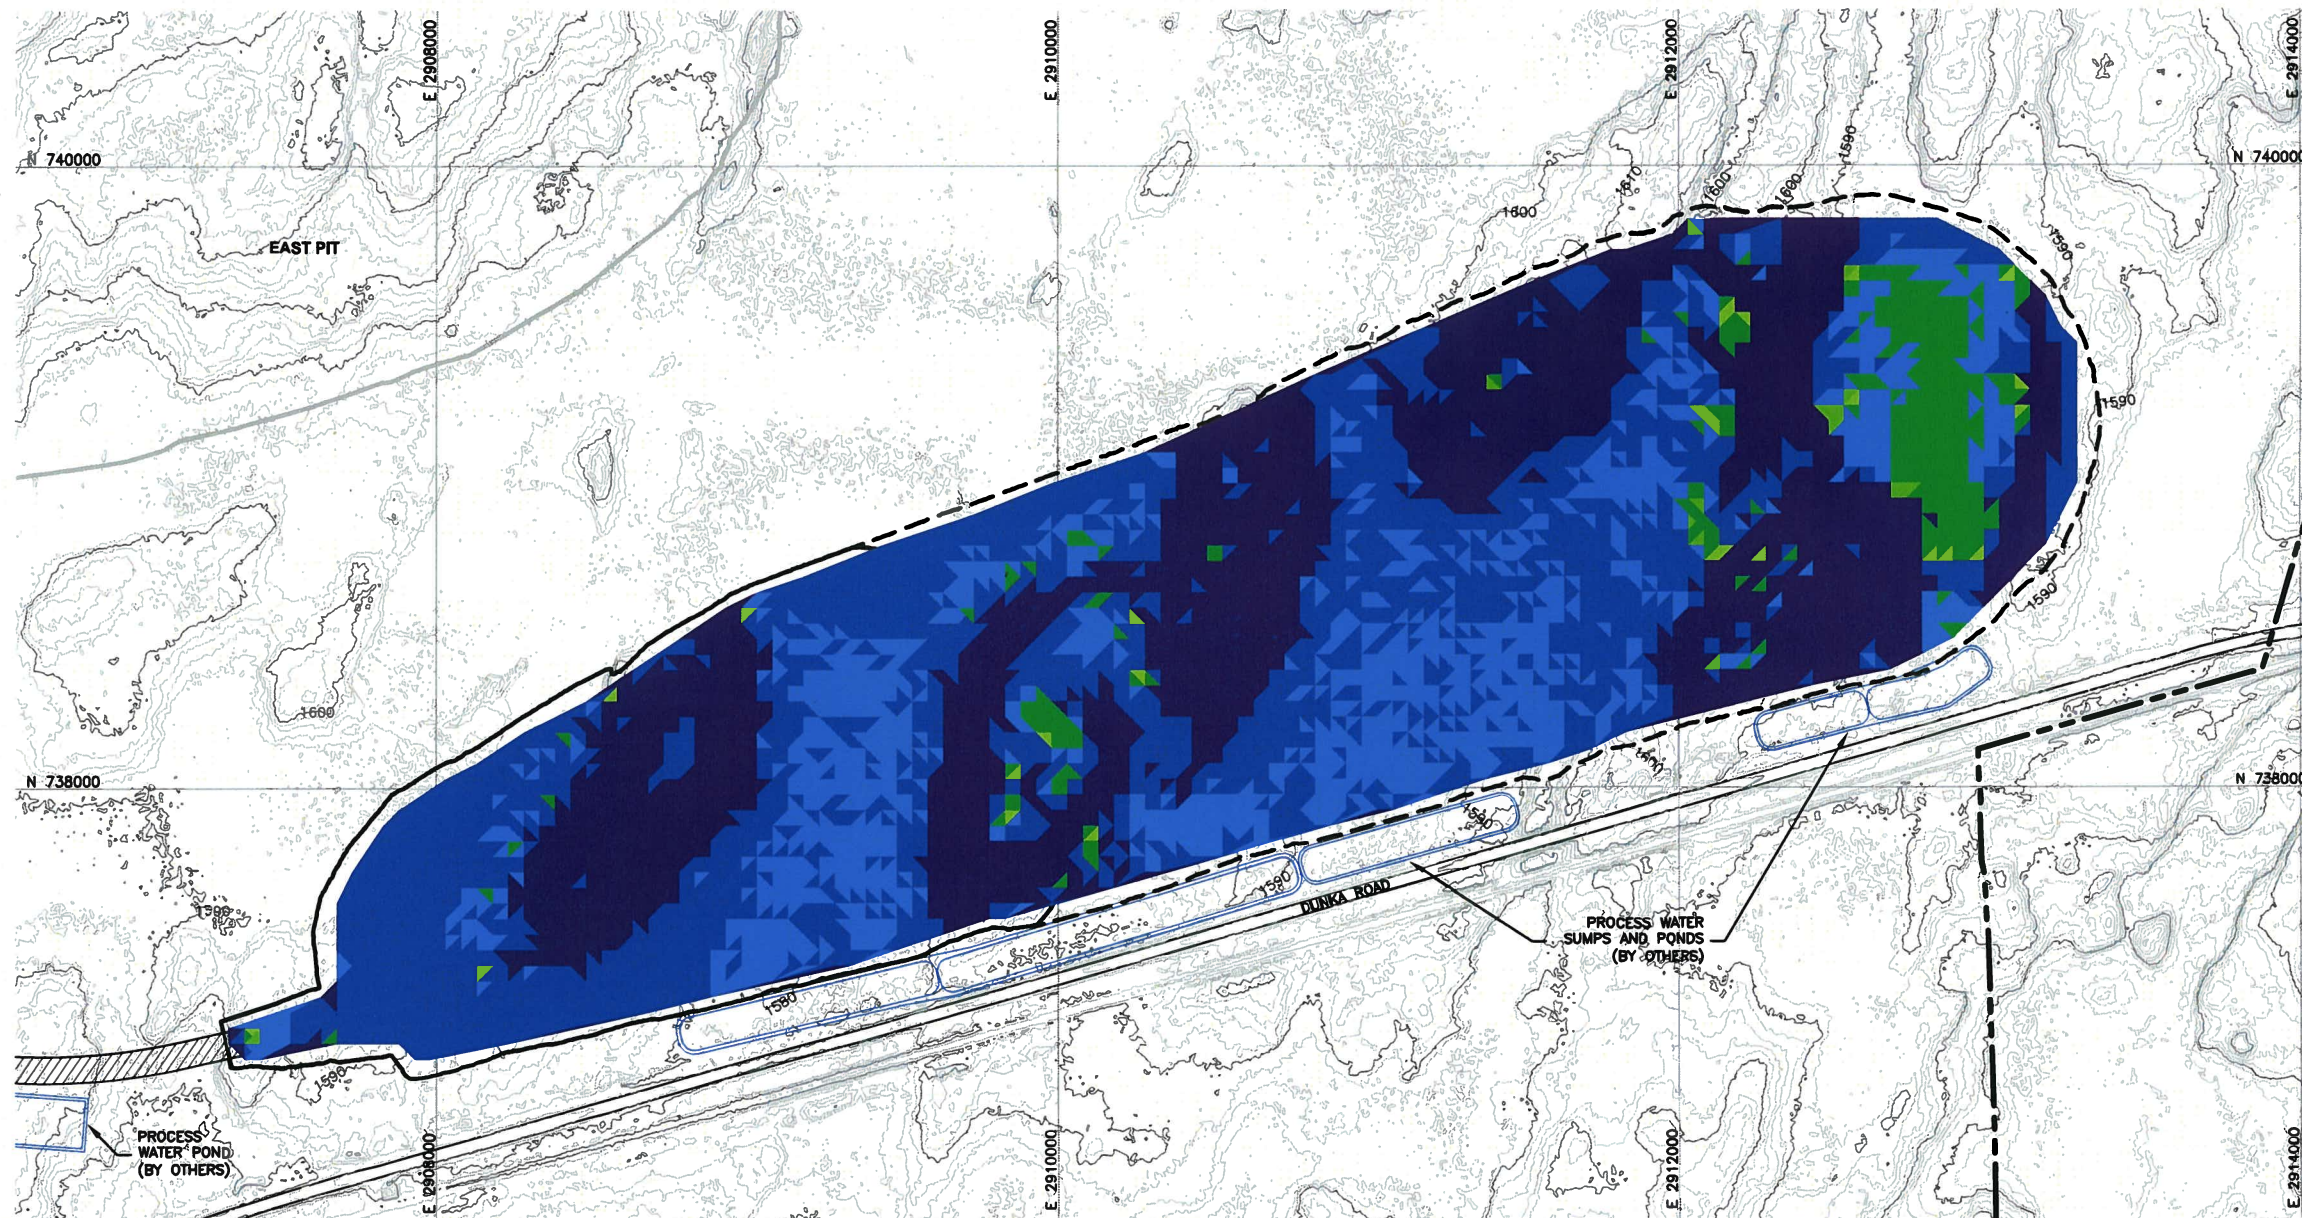 E 2908000
E 2910000
E 2912000
E 2914000
N 740000
N 740000
1590
1610
1600
1600
1600
EAST PIT
1590
1590
1590
1600
1600
N 738000
N 738000
1590
1590
DUNKA ROAD
1590
PROCESS WATER
SUMPS AND PONDS
(BY OTHERS)
1580
1590
PROCESS
WATER POND
(BY OTHERS)
E 2908000
E 2910000
E 2912000
E 2914000